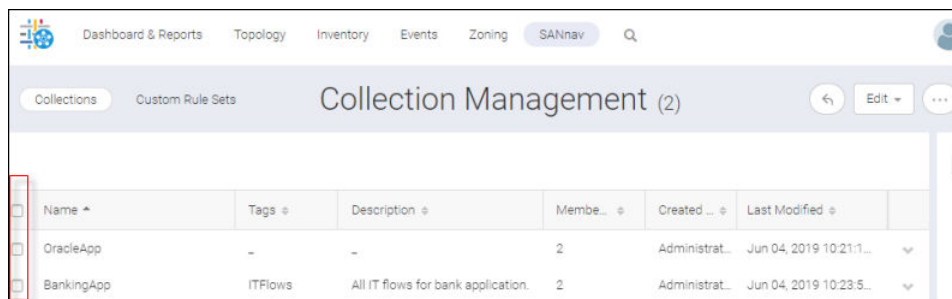 Dashboard & Reports Topology Inventory Events Zoning SANnav
Collections Custom Rule Sets Collection Management (2) Edit
Name Tags Description Membe... Created ... Last Modified
OracleApp - - 2 Administrat... Jun 04, 2019 10:21:1...
BankingApp ITFlows All IT flows for bank application. 2 Administrat... Jun 04, 2019 10:23:5...